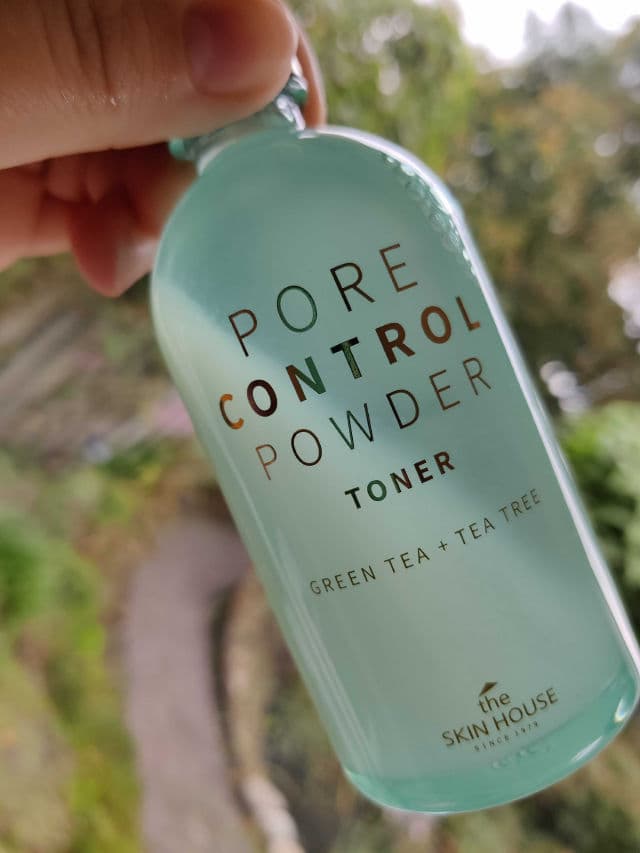 PORE
CONTROL
POWDER
TONER
GREEN TEA + TEA TREE
the
SKIN HOUSE
SINCE 1979